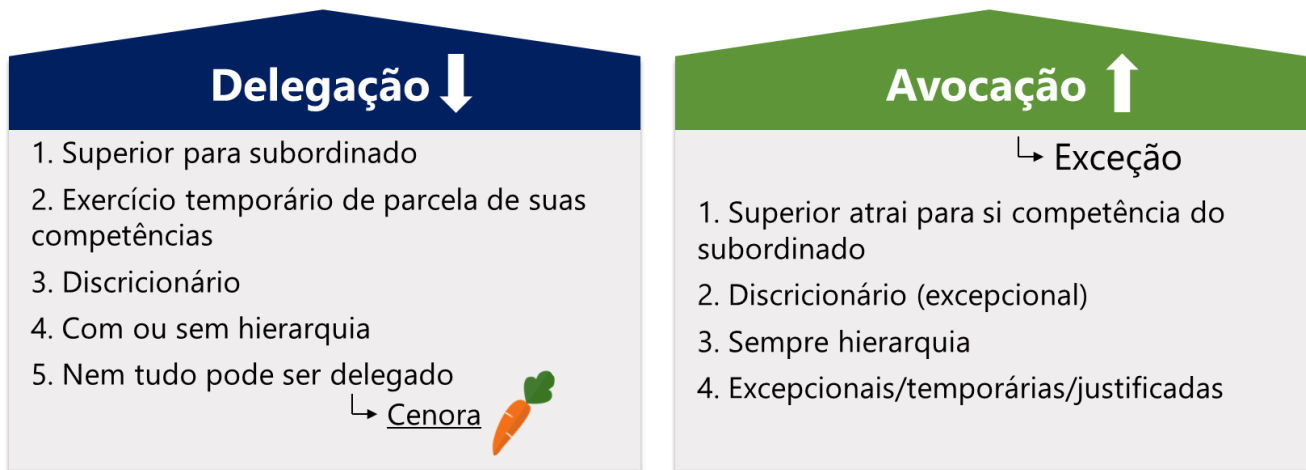 Delegação
1. Superior para subordinado
2. Exercício temporário de parcela de suas
competências
3. Discricionário
4. Com ou sem hierarquia
5. Nem tudo pode ser delegado
Cenora
Avocação
Exceção
1. Superior atrai para si competência do
subordinado
2. Discricionário (excepcional)
3. Sempre hierarquia
4. Excepcionais/temporárias/justificadas